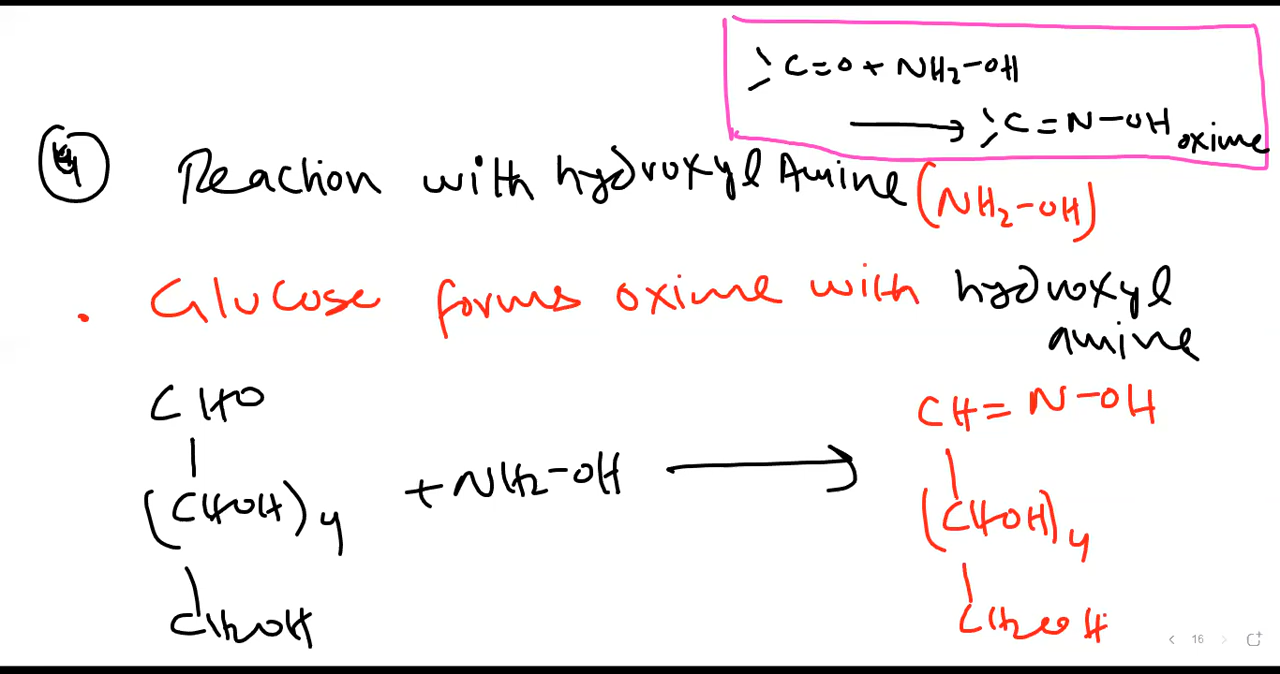 >C=O + NH2-OH
⟶ >C=N-OH oxime
④ Reaction with hydroxyl Amine (NH2-OH)
. Glucose forms oxime with hydroxyl
amine
CHO
(CHOH)4
CH2OH
+ NH2-OH ⟶
CH=N-OH
(CHOH)4
CH2OH
< 16 >